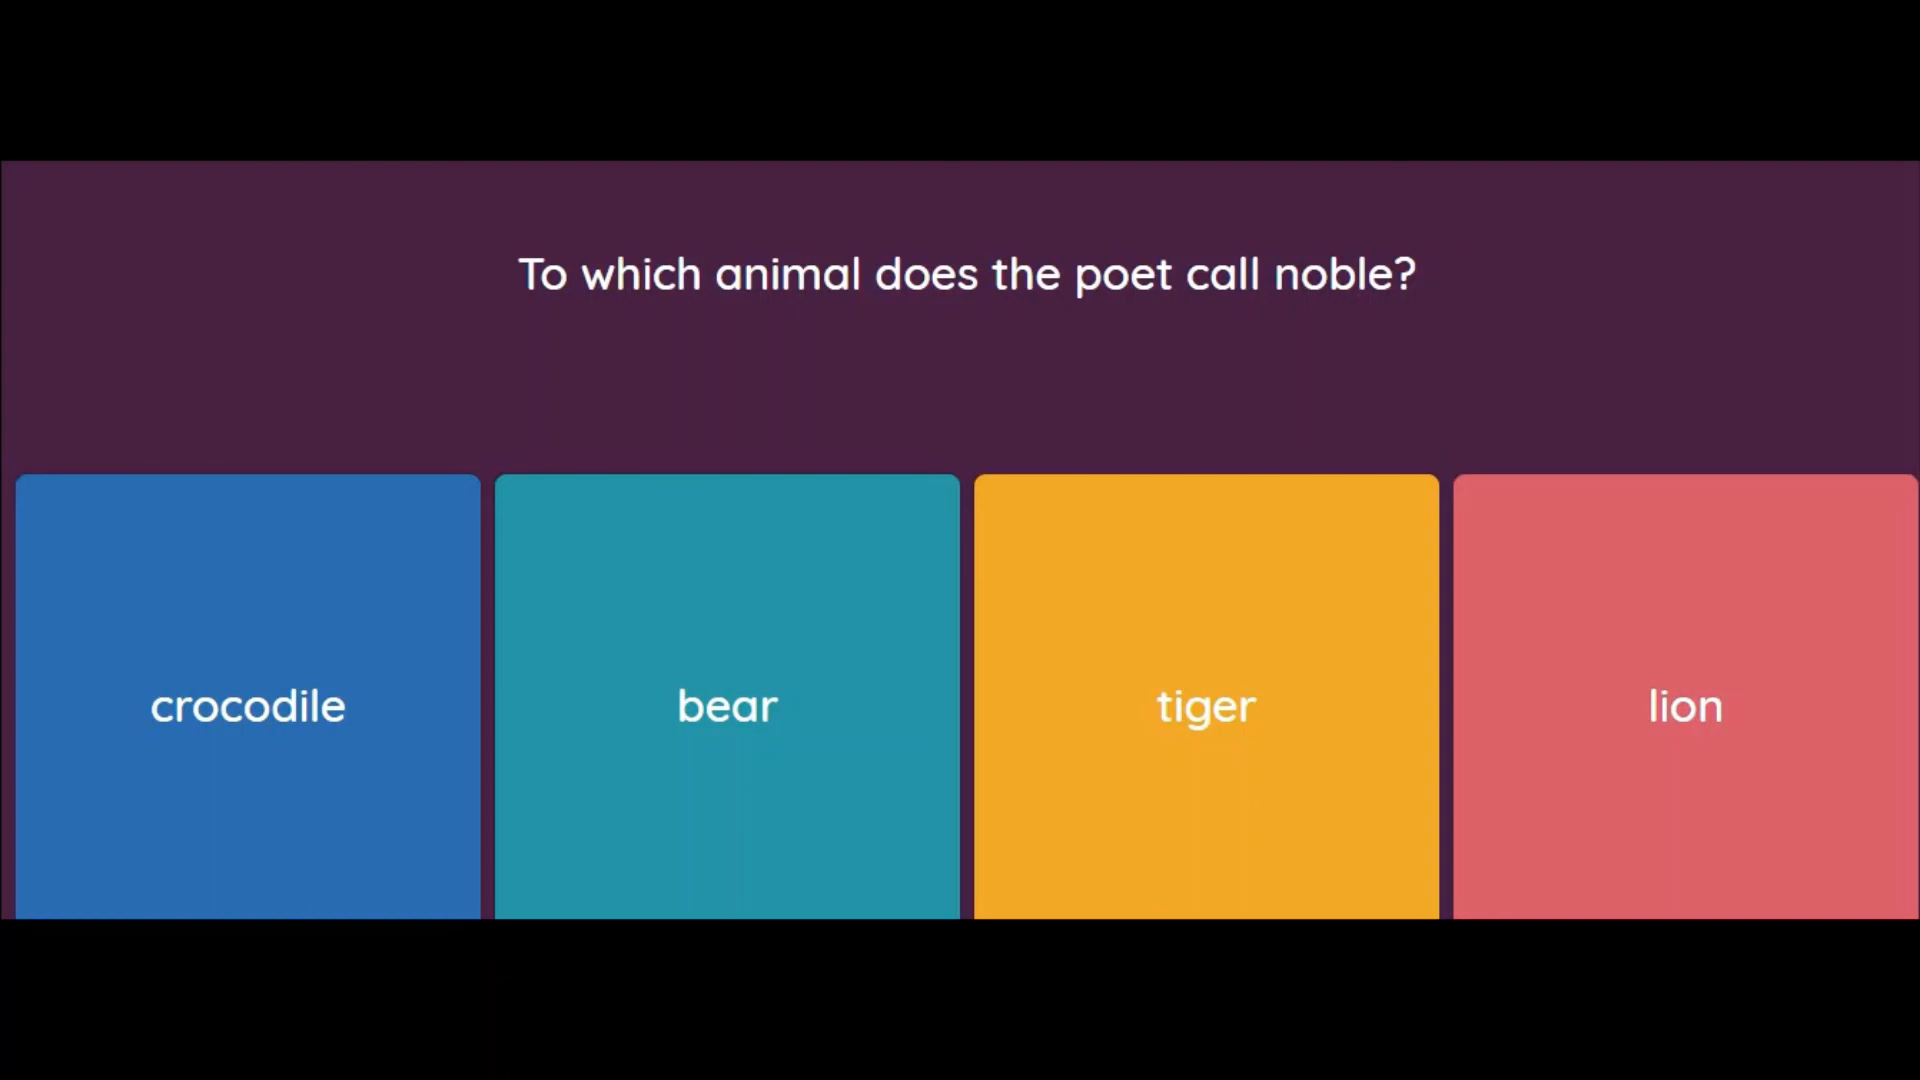 To which animal does the poet call noble?
crocodile
bear
tiger
lion